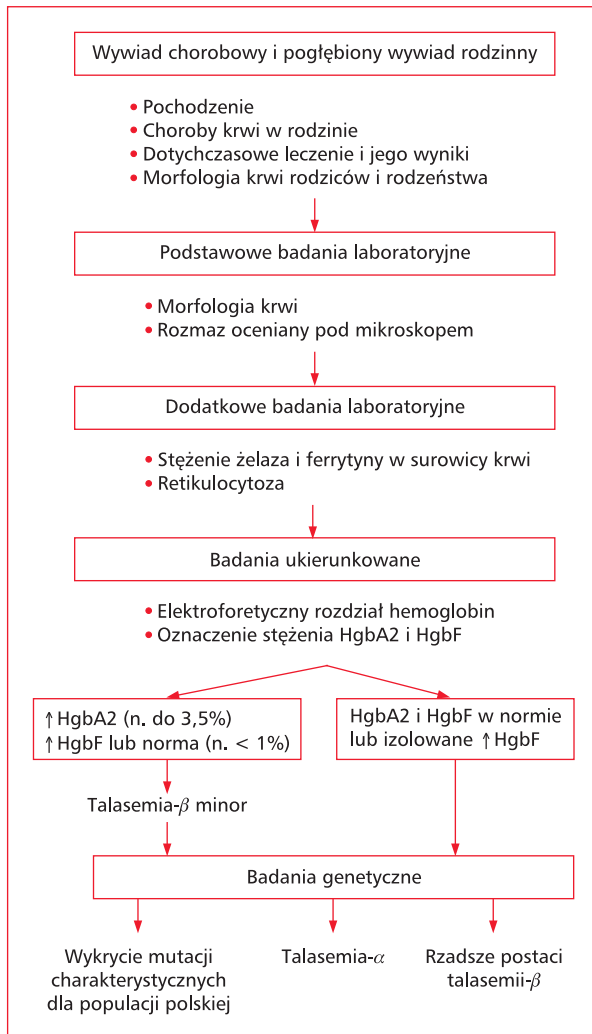 Wywiad chorobowy i pogłębiony wywiad rodzinny
• Pochodzenie
• Choroby krwi w rodzinie
• Dotychczasowe leczenie i jego wyniki
• Morfologia krwi rodziców i rodzeństwa
Podstawowe badania laboratoryjne
• Morfologia krwi
• Rozmaz oceniany pod mikroskopem
Dodatkowe badania laboratoryjne
• Stężenie żelaza i ferrytyny w surowicy krwi
• Retikulocytoza
Badania ukierunkowane
• Elektroforetyczny rozdział hemoglobin
• Oznaczenie stężenia HgbA2 i HgbF
↑HgbA2 (n. do 3,5%)
↑HgbF lub norma (n. < 1%)
HgbA2 i HgbF w normie
lub izolowane ↑HgbF
Talasemia-β minor
Badania genetyczne
Wykrycie mutacji
charakterystycznych
dla populacji polskiej
Talasemia-α
Rzadsze postaci
talasemii-β